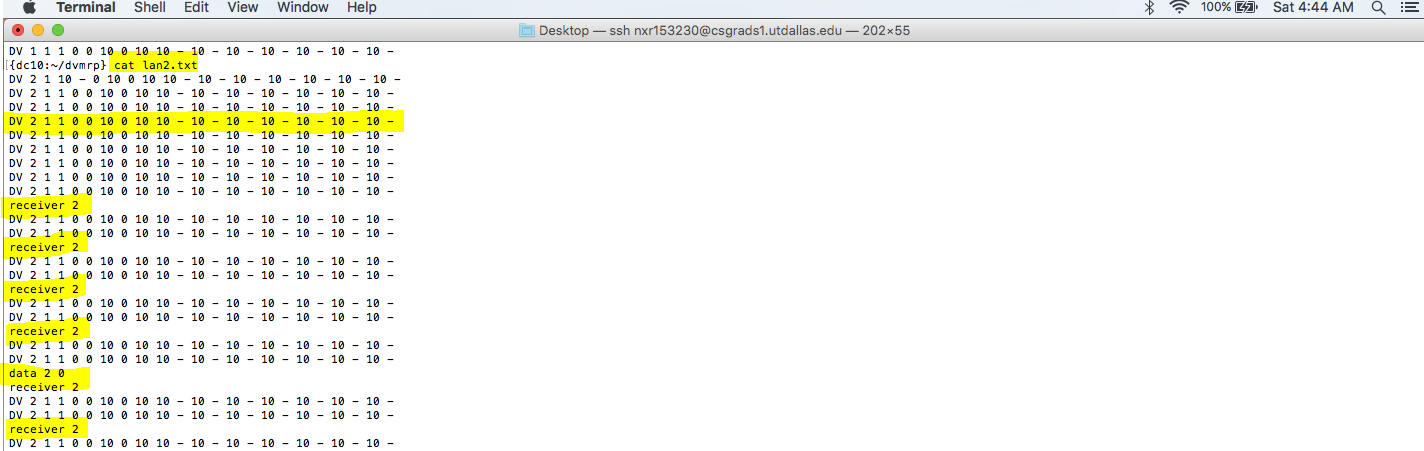 Terminal Shell Edit View Window Help 100% Sat 4:44 AM
Desktop — ssh nxr153230@csgrads1.utdallas.edu — 202×55
DV 1 1 1 0 0 10 0 10 10 - 10 - 10 - 10 - 10 - 10 - 10 -
[{dc10:~/dvmrp} cat lan2.txt
DV 2 1 10 - 0 10 0 10 10 - 10 - 10 - 10 - 10 - 10 - 10 -
DV 2 1 1 0 0 10 0 10 10 - 10 - 10 - 10 - 10 - 10 - 10 -
DV 2 1 1 0 0 10 0 10 10 - 10 - 10 - 10 - 10 - 10 - 10 -
DV 2 1 1 0 0 10 0 10 10 - 10 - 10 - 10 - 10 - 10 - 10 -
DV 2 1 1 0 0 10 0 10 10 - 10 - 10 - 10 - 10 - 10 - 10 -
DV 2 1 1 0 0 10 0 10 10 - 10 - 10 - 10 - 10 - 10 - 10 -
DV 2 1 1 0 0 10 0 10 10 - 10 - 10 - 10 - 10 - 10 - 10 -
DV 2 1 1 0 0 10 0 10 10 - 10 - 10 - 10 - 10 - 10 - 10 -
DV 2 1 1 0 0 10 0 10 10 - 10 - 10 - 10 - 10 - 10 - 10 -
receiver 2
DV 2 1 1 0 0 10 0 10 10 - 10 - 10 - 10 - 10 - 10 - 10 -
DV 2 1 1 0 0 10 0 10 10 - 10 - 10 - 10 - 10 - 10 - 10 -
receiver 2
DV 2 1 1 0 0 10 0 10 10 - 10 - 10 - 10 - 10 - 10 - 10 -
DV 2 1 1 0 0 10 0 10 10 - 10 - 10 - 10 - 10 - 10 - 10 -
receiver 2
DV 2 1 1 0 0 10 0 10 10 - 10 - 10 - 10 - 10 - 10 - 10 -
DV 2 1 1 0 0 10 0 10 10 - 10 - 10 - 10 - 10 - 10 - 10 -
receiver 2
DV 2 1 1 0 0 10 0 10 10 - 10 - 10 - 10 - 10 - 10 - 10 -
DV 2 1 1 0 0 10 0 10 10 - 10 - 10 - 10 - 10 - 10 - 10 -
data 2 0
receiver 2
DV 2 1 1 0 0 10 0 10 10 - 10 - 10 - 10 - 10 - 10 - 10 -
DV 2 1 1 0 0 10 0 10 10 - 10 - 10 - 10 - 10 - 10 - 10 -
receiver 2
DV 2 1 1 0 0 10 0 10 10 - 10 - 10 - 10 - 10 - 10 - 10 -